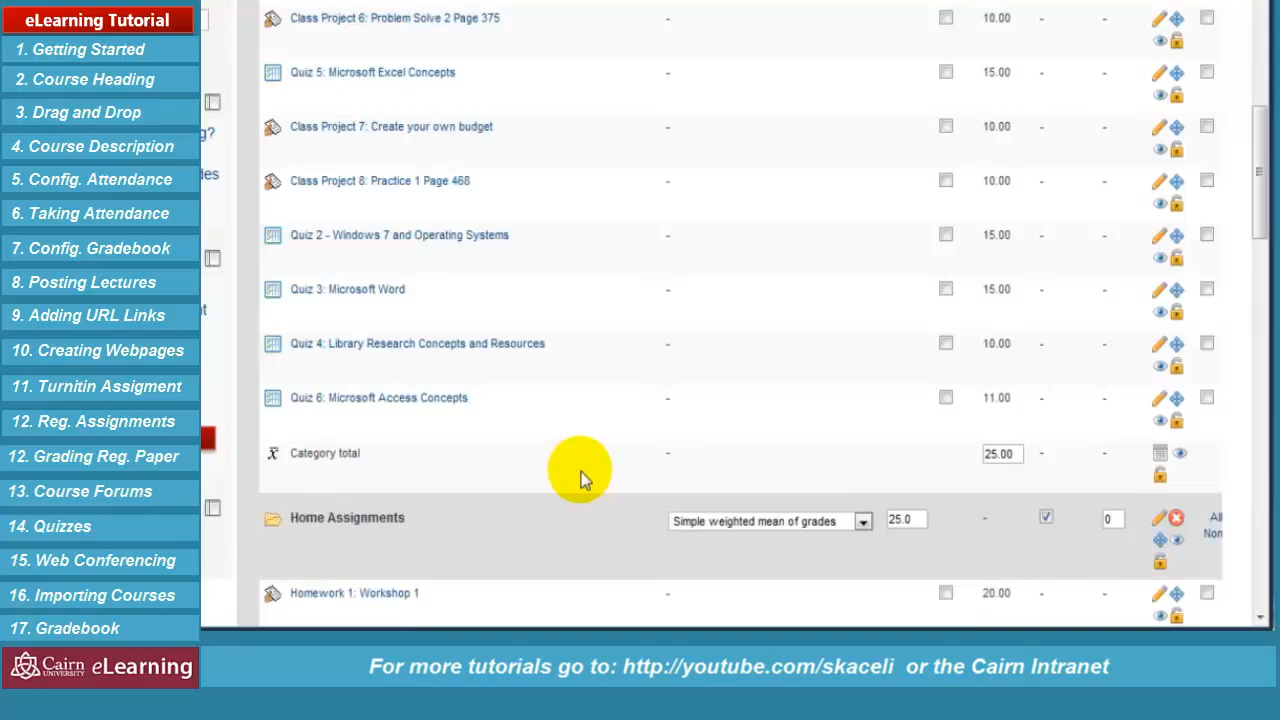 eLearning Tutorial
1. Getting Started
2. Course Heading
3. Drag and Drop
4. Course Description
5. Config. Attendance
6. Taking Attendance
7. Config. Gradebook
8. Posting Lectures
9. Adding URL Links
10. Creating Webpages
11. Turnitin Assigment
12. Reg. Assignments
12. Grading Reg. Paper
13. Course Forums
14. Quizzes
15. Web Conferencing
16. Importing Courses
17. Gradebook
Cairn UNIVERSITY eLearning
g?
les
t
Class Project 6: Problem Solve 2 Page 375 - 10.00 - -
Quiz 5: Microsoft Excel Concepts - 15.00 - -
Class Project 7: Create your own budget - 10.00 - -
Class Project 8: Practice 1 Page 468 - 10.00 - -
Quiz 2 - Windows 7 and Operating Systems - 15.00 - -
Quiz 3: Microsoft Word - 15.00 - -
Quiz 4: Library Research Concepts and Resources - 10.00 - -
Quiz 6: Microsoft Access Concepts - 11.00 - -
x̄ Category total - 25.00 - -
Home Assignments Simple weighted mean of grades 25.0 - 0 All
Non
Homework 1: Workshop 1 - 20.00 - -
For more tutorials go to: http://youtube.com/skaceli or the Cairn Intranet